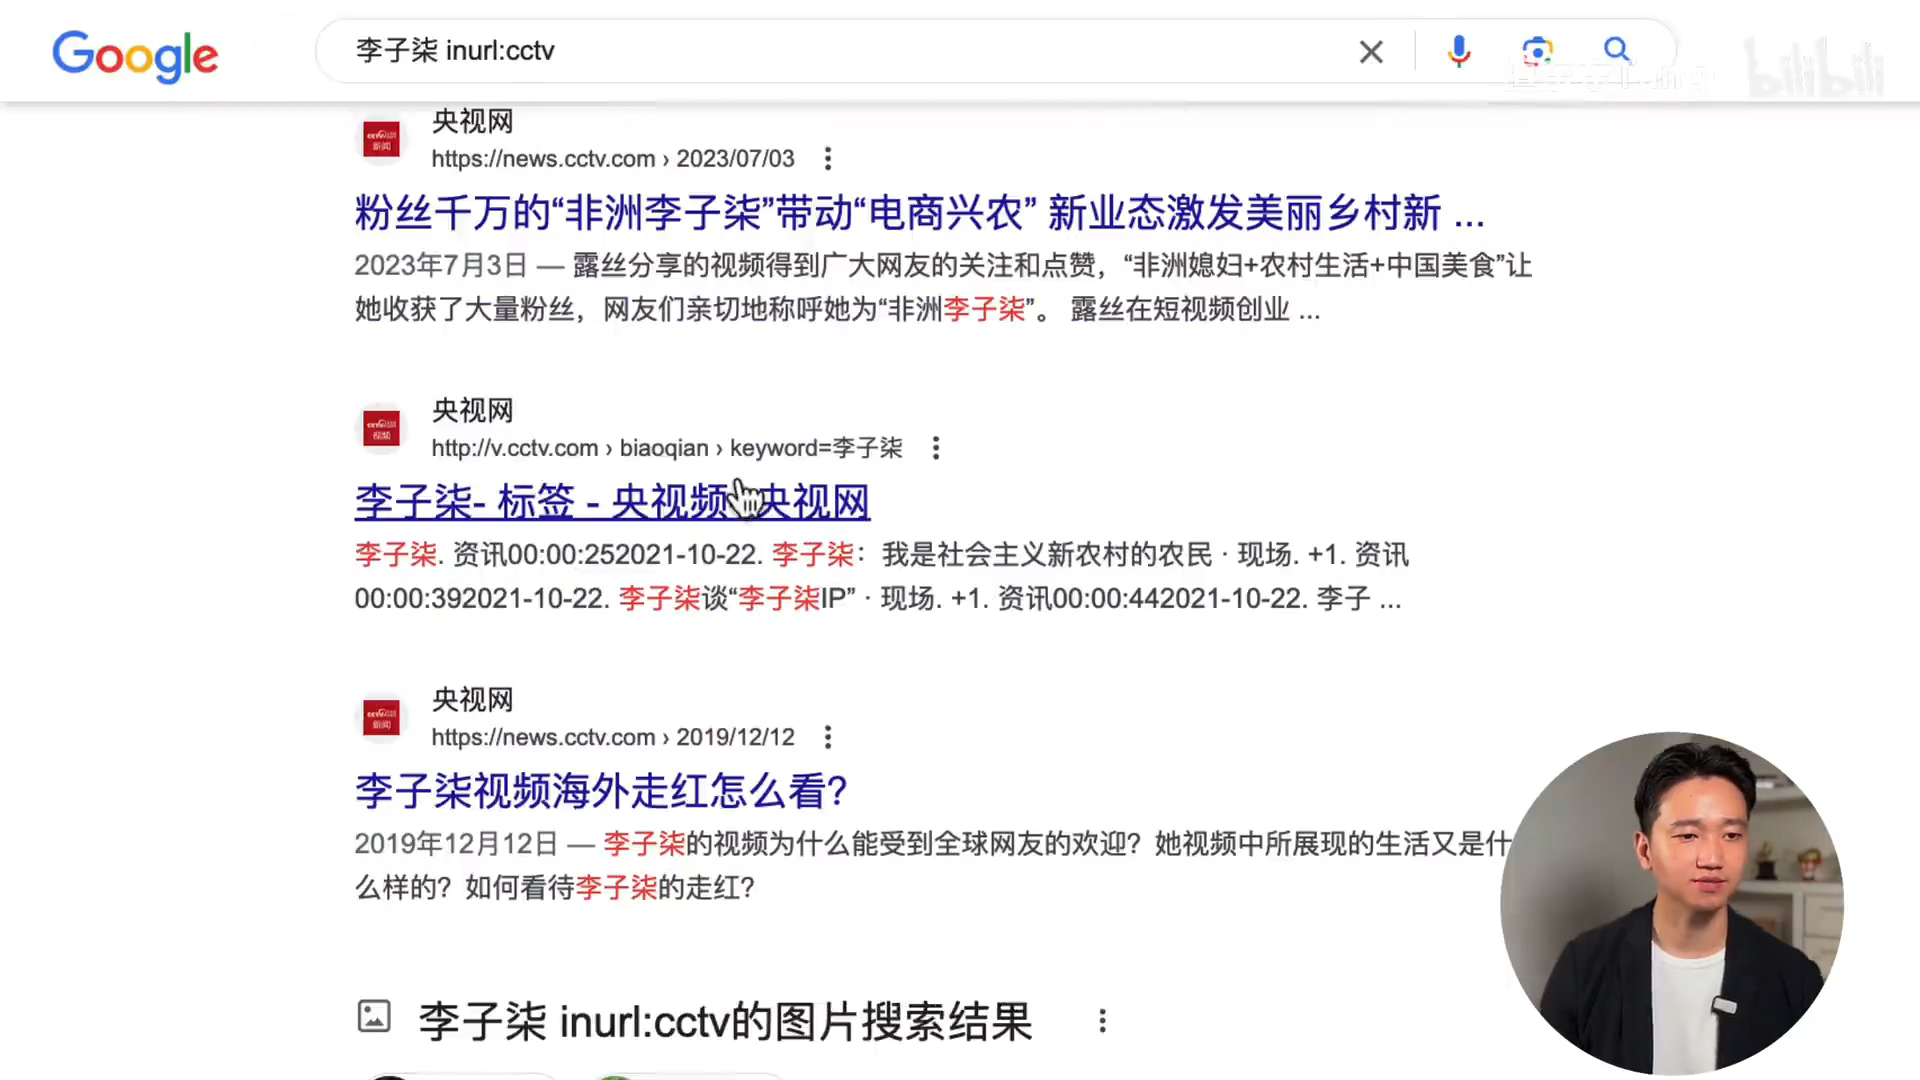 Google
李子柒 inurl:cctv
bilibili
央视网
https://news.cctv.com › 2023/07/03
粉丝千万的“非洲李子柒”带动“电商兴农” 新业态激发美丽乡村新 ...
2023年7月3日 — 露丝分享的视频得到广大网友的关注和点赞，“非洲媳妇+农村生活+中国美食”让
她收获了大量粉丝，网友们亲切地称呼她为“非洲李子柒”。 露丝在短视频创业 ...
央视网
http://v.cctv.com › biaoqian › keyword=李子柒
李子柒- 标签 - 央视频 央视网
李子柒. 资讯00:00:252021-10-22. 李子柒：我是社会主义新农村的农民 · 现场. +1. 资讯
00:00:392021-10-22. 李子柒谈“李子柒IP” · 现场. +1. 资讯00:00:442021-10-22. 李子 ...
央视网
https://news.cctv.com › 2019/12/12
李子柒视频海外走红怎么看？
2019年12月12日 — 李子柒的视频为什么能受到全球网友的欢迎？她视频中所展现的生活又是什
么样的？如何看待李子柒的走红？
李子柒 inurl:cctv的图片搜索结果